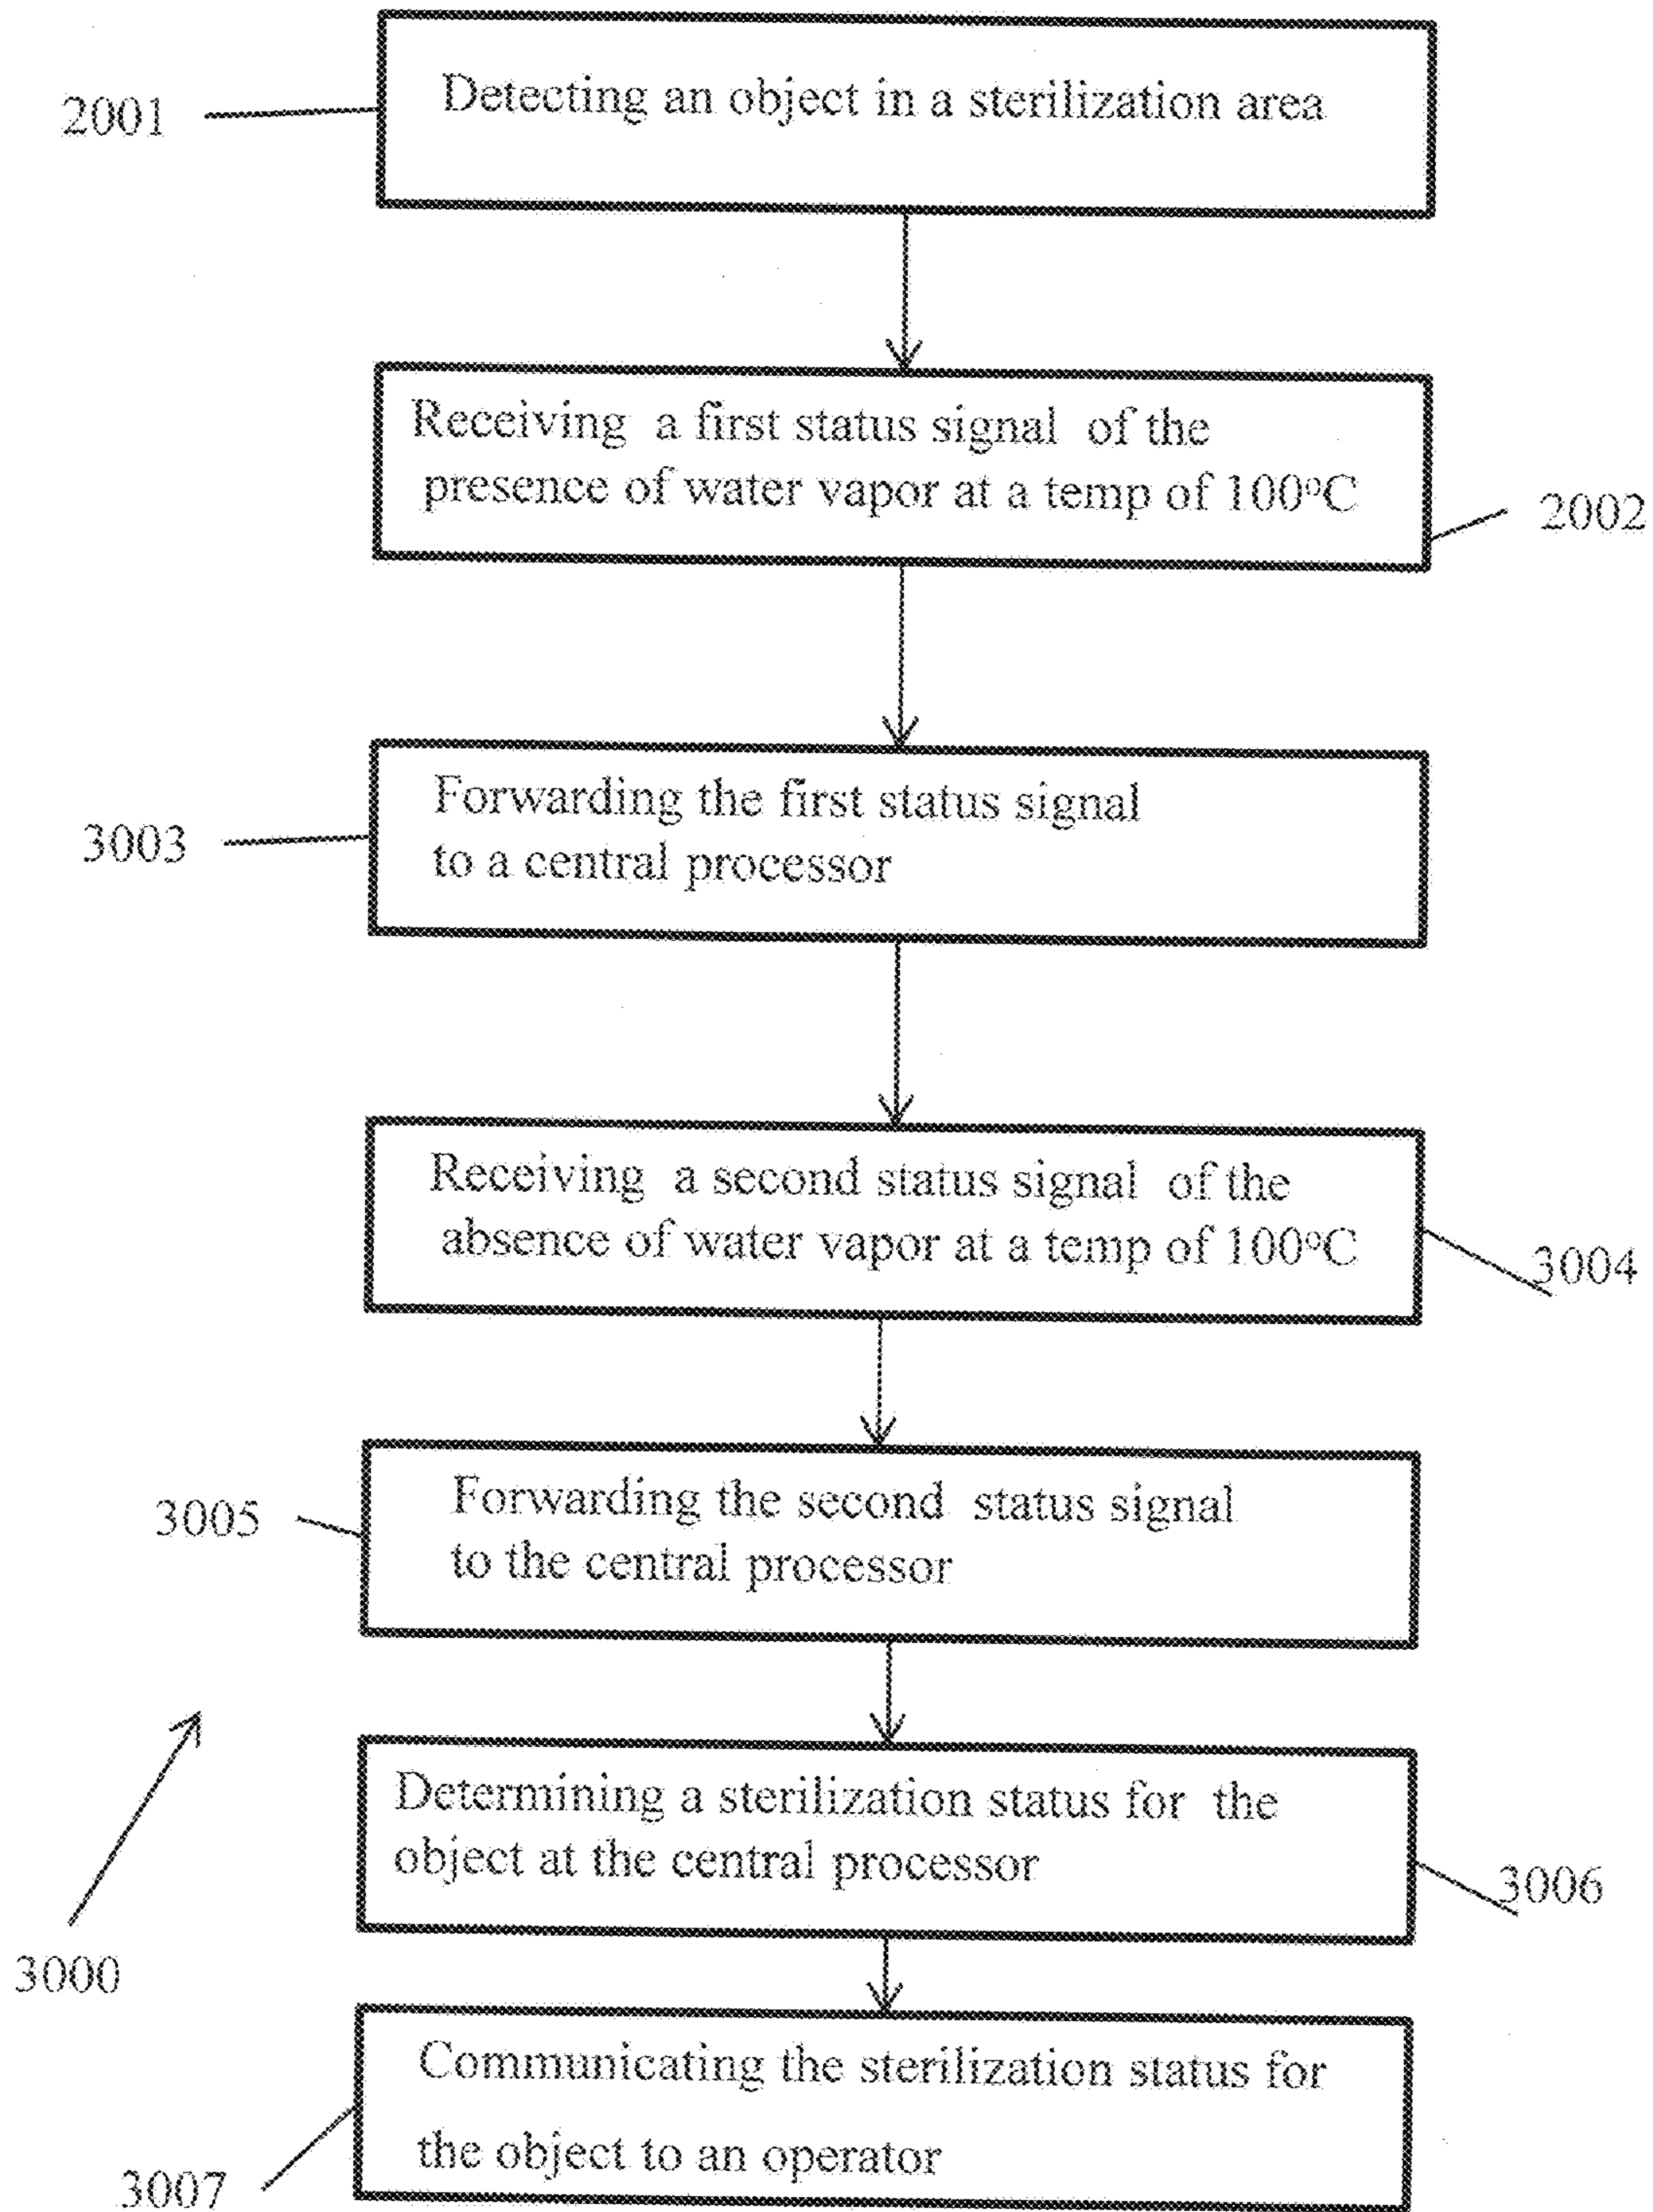 2001
Detecting an object in a sterilization area
Receiving a first status signal of the
presence of water vapor at a temp of 100ºC
2002
3003
Forwarding the first status signal
to a central processor
Receiving a second status signal of the
absence of water vapor at a temp of 100ºC
3004
3005
Forwarding the second status signal
to the central processor
Determining a sterilization status for the
object at the central processor
3006
3000
Communicating the sterilization status for
the object to an operator
3007